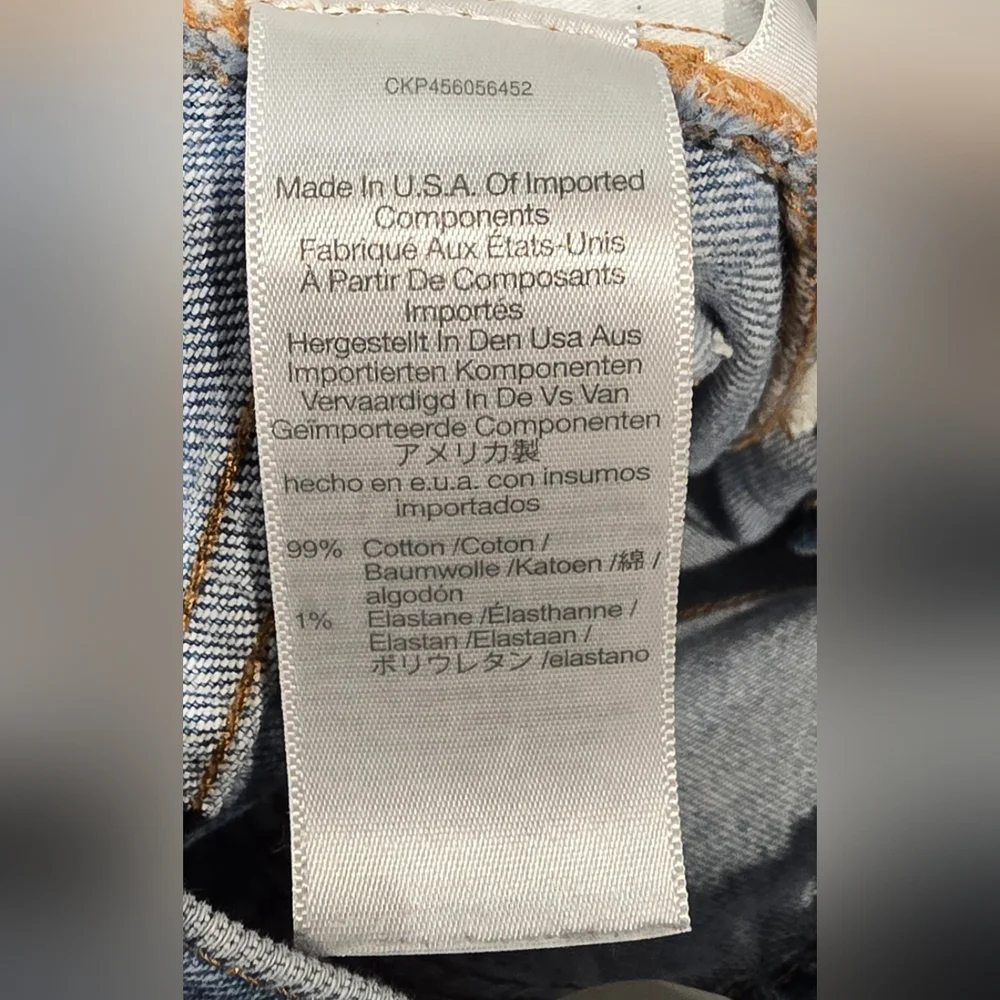 CKP456056452
Made In U.S.A. Of Imported
Components
Fabriqué Aux États-Unis
À Partir De Composants
Importés
Hergestellt In Den Usa Aus
Importierten Komponenten
Vervaardigd In De Vs Van
Geïmporteerde Componenten
アメリカ製
hecho en e.u.a. con insumos
importados
99% Cotton /Coton /
Baumwolle /Katoen /綿 /
algodón
1% Elastane /Élasthanne /
Elastan /Elastaan /
ポリウレタン /elastano